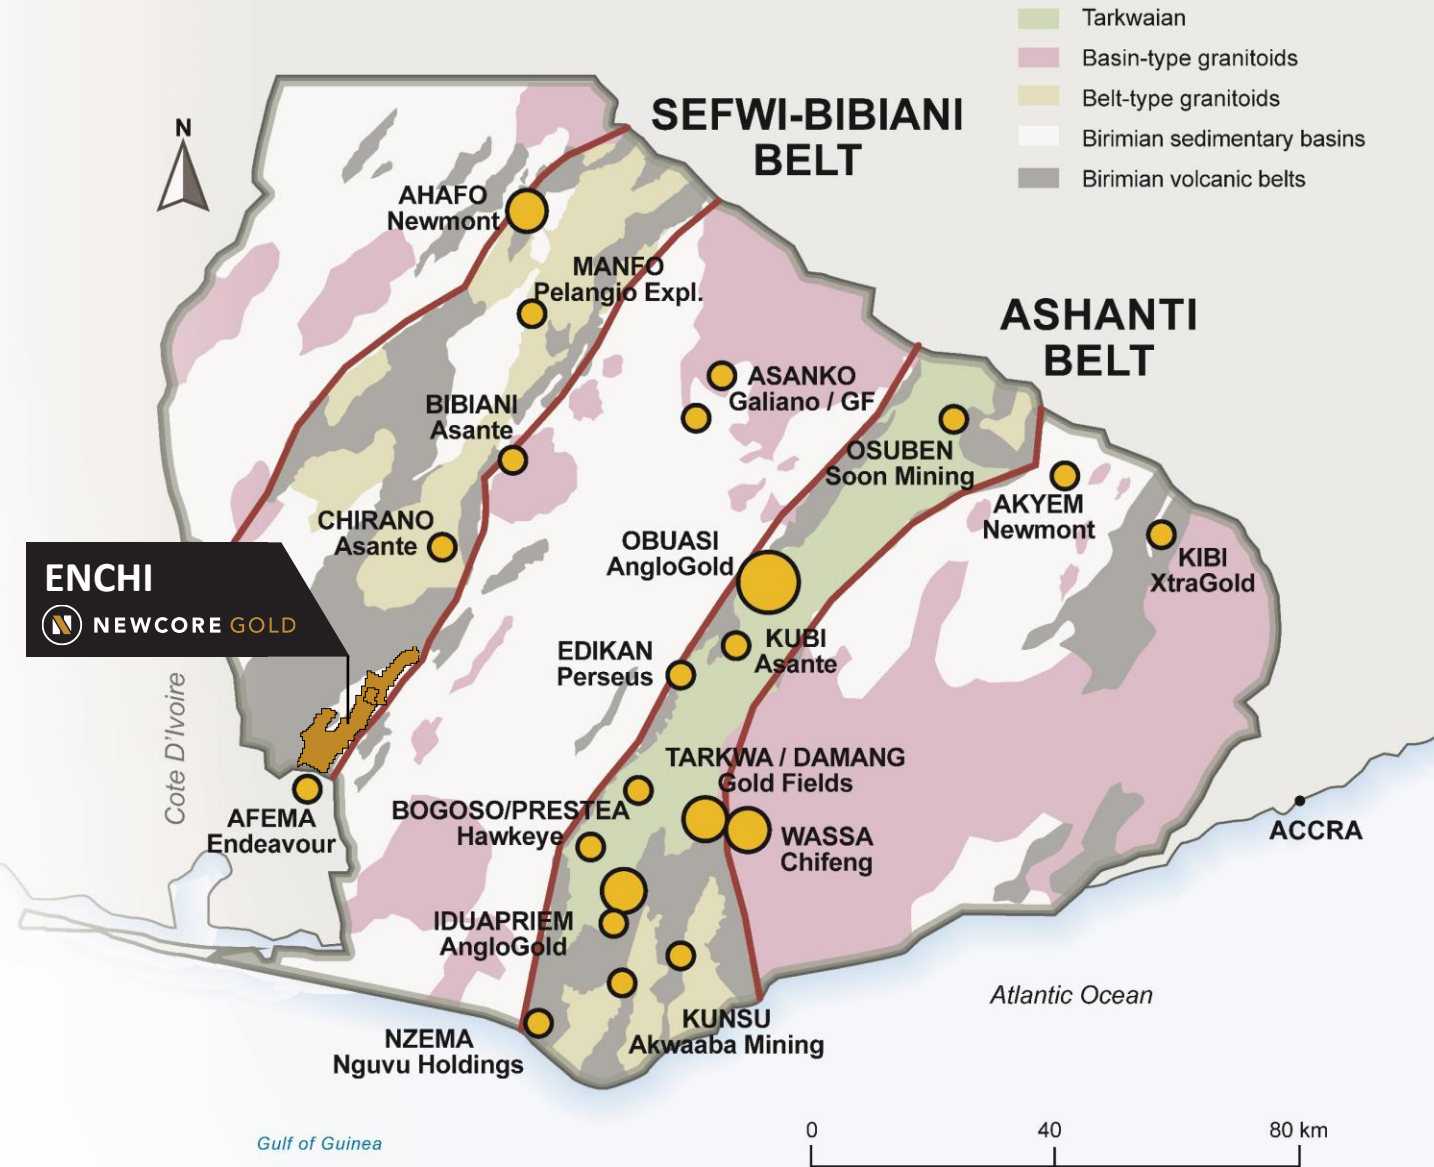 Tarkwaian
Basin-type granitoids
Belt-type granitoids
Birimian sedimentary basins
Birimian volcanic belts
N
SEFWI-BIBIANI
BELT
AHAFO
Newmont
MANFO
Pelangio Expl.
ASHANTI
BELT
ASANKO
Galiano / GF
BIBIANI
Asante
OSUBEN
Soon Mining
AKYEM
Newmont
CHIRANO
Asante
OBUASI
AngloGold
KIBI
XtraGold
ENCHI
NEWCORE GOLD
KUBI
Asante
EDIKAN
Perseus
Cote D'Ivoire
TARKWA / DAMANG
Gold Fields
AFEMA
Endeavour
BOGOSO/PRESTEA
Hawkeye
WASSA
Chifeng
ACCRA
IDUAPRIEM
AngloGold
Atlantic Ocean
KUNSU
Akwaaba Mining
NZEMA
Nguvu Holdings
Gulf of Guinea
0 40 80 km